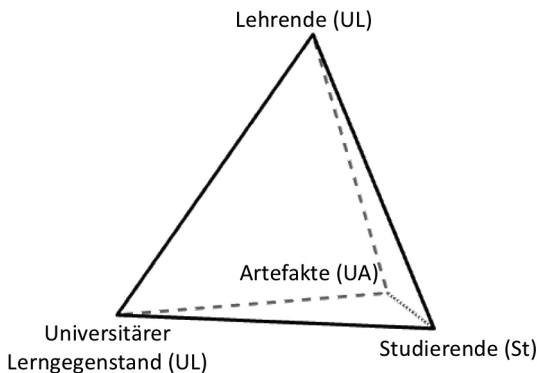 Lehrende (UL)
Artefakte (UA)
Universitärer
Lerngegenstand (UL)
Studierende (St)